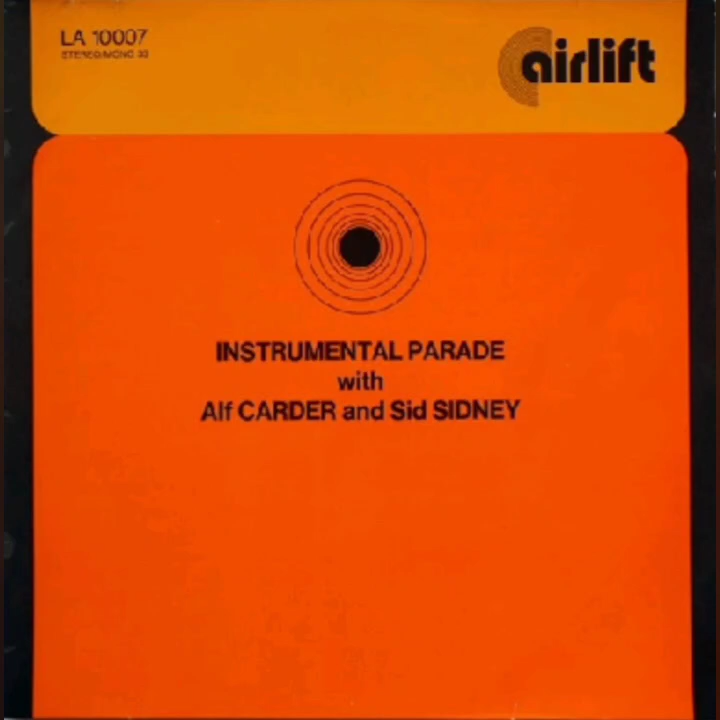 LA 10007
STEREO/MONO 33
airlift
INSTRUMENTAL PARADE
with
Alf CARDER and Sid SIDNEY